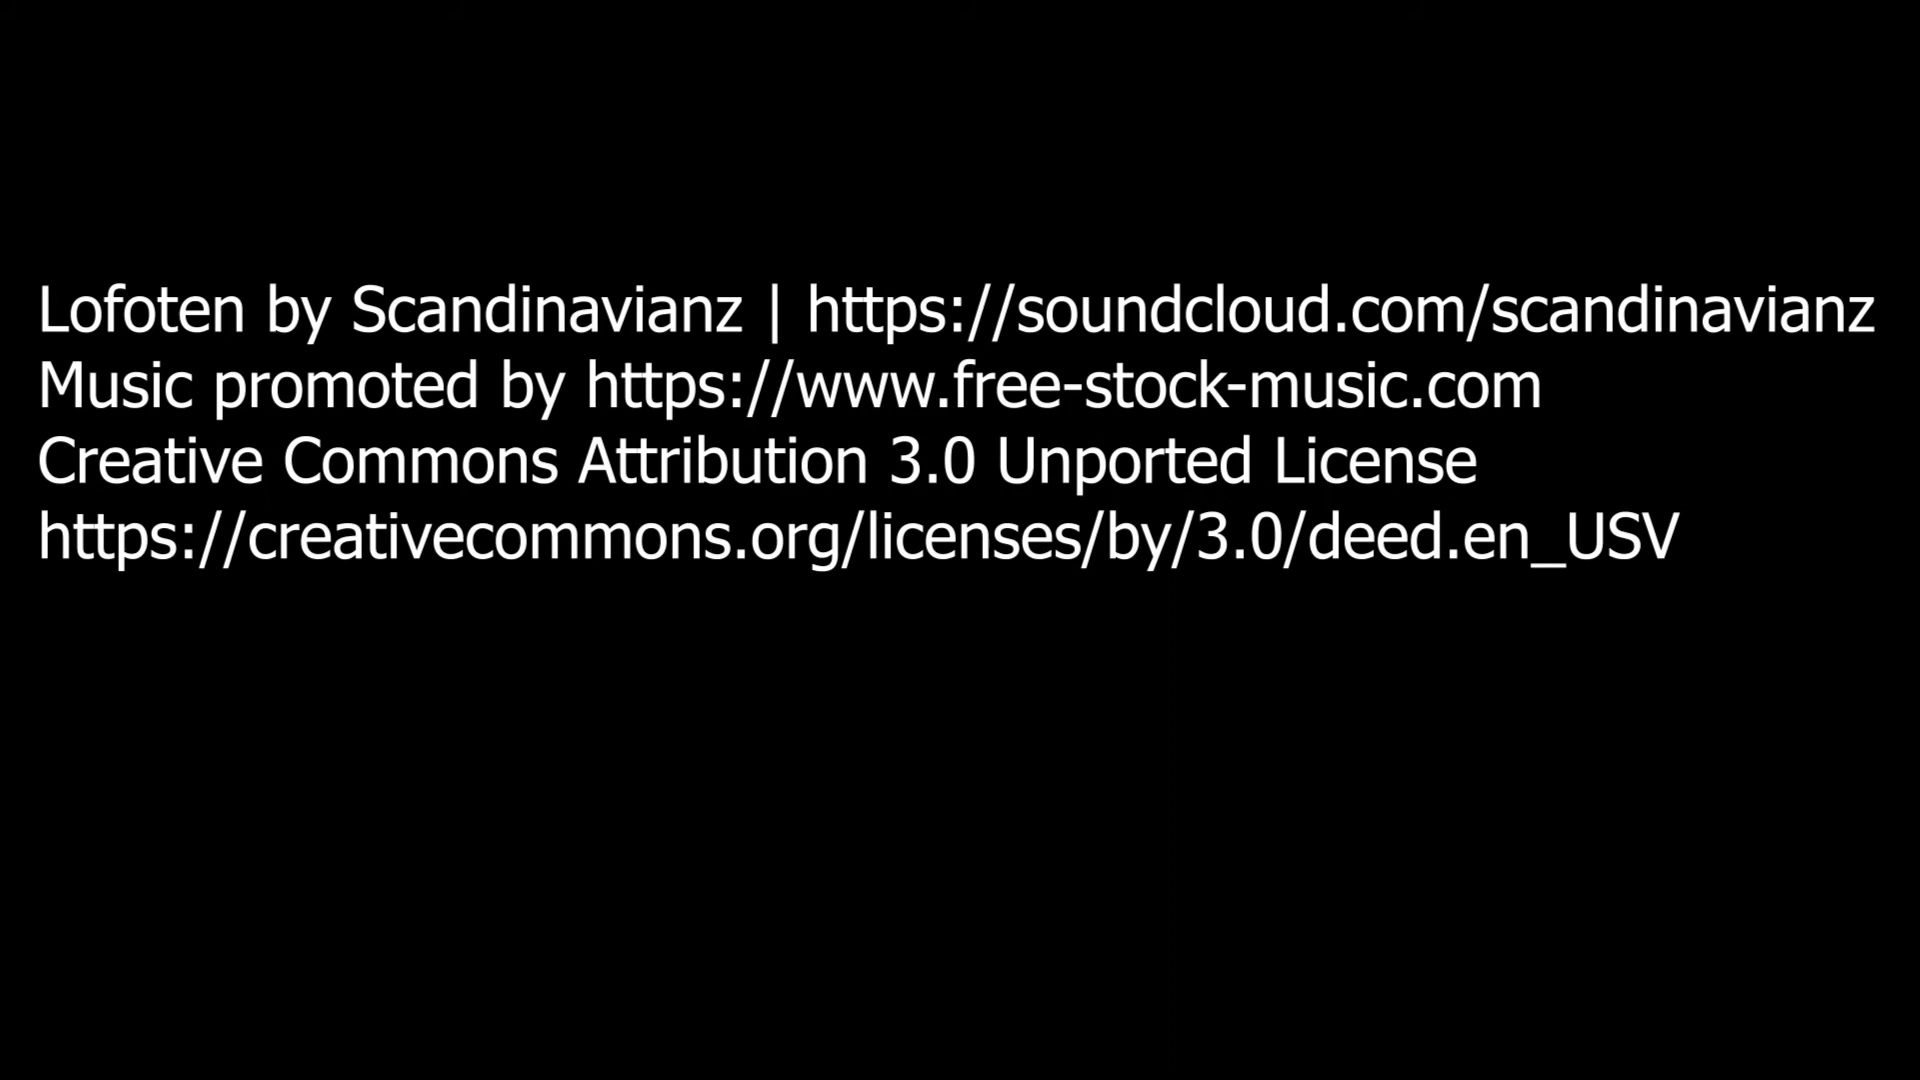 Lofoten by Scandinavianz | https://soundcloud.com/scandinavianz
Music promoted by https://www.free-stock-music.com
Creative Commons Attribution 3.0 Unported License
https://creativecommons.org/licenses/by/3.0/deed.en_USV